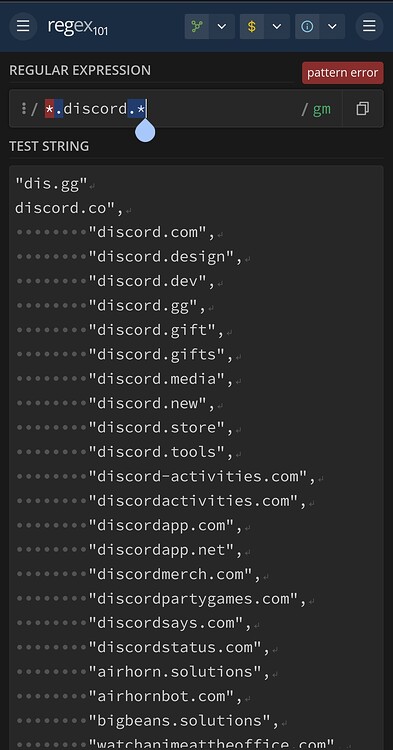 regex101
$
REGULAR EXPRESSION
pattern error
/ *.discord.* / gm
TEST STRING
"dis.gg"
discord.co",
"discord.com",
"discord.design",
"discord.dev",
"discord.gg",
"discord.gift",
"discord.gifts",
"discord.media",
"discord.new",
"discord.store",
"discord.tools",
"discord-activities.com",
"discordactivities.com",
"discordapp.com",
"discordapp.net",
"discordmerch.com",
"discordpartygames.com",
"discordsays.com",
"discordstatus.com",
"airhorn.solutions",
"airhornbot.com",
"bigbeans.solutions",
"watchanimeattheoffice.com"